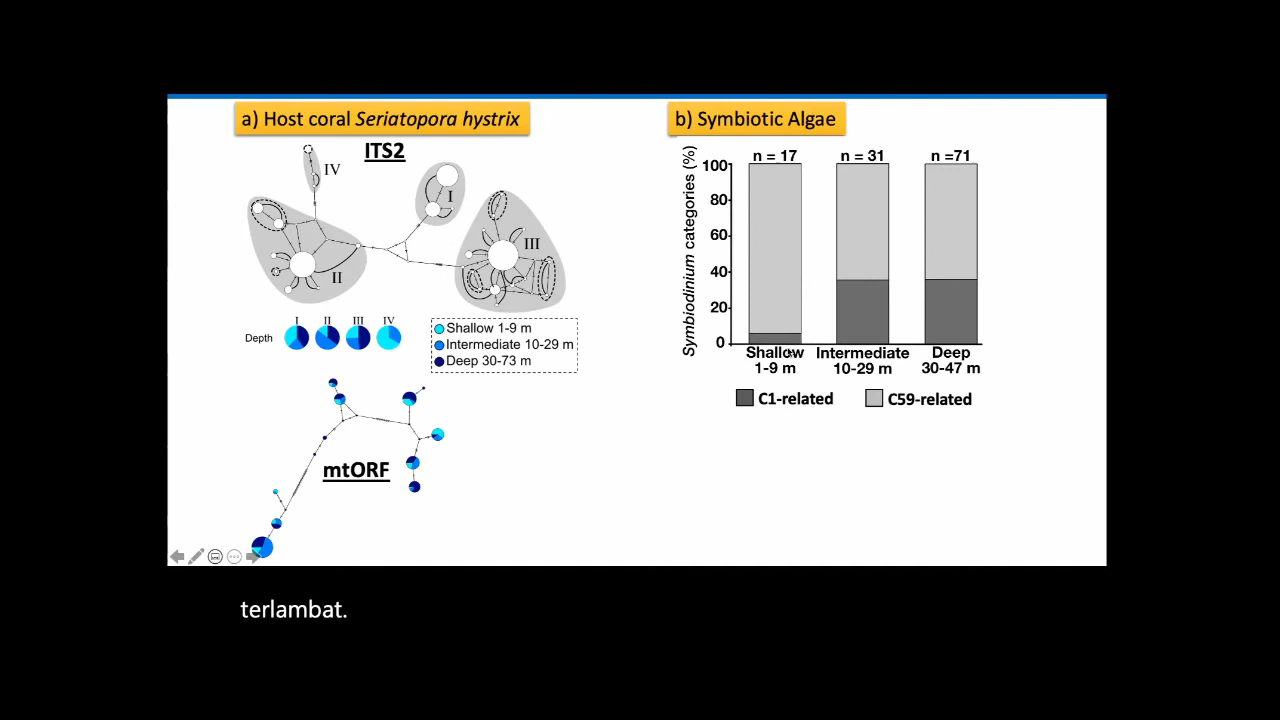 a) Host coral Seriatopora hystrix
ITS2
IV
I
III
II
Depth
I II III IV
Shallow 1-9 m
Intermediate 10-29 m
Deep 30-73 m
mtORF
b) Symbiotic Algae
Symbiodinium categories (%)
n = 17 n = 31 n =71
100
80
60
40
20
0
Shallow Intermediate Deep
1-9 m 10-29 m 30-47 m
C1-related C59-related
terlambat.